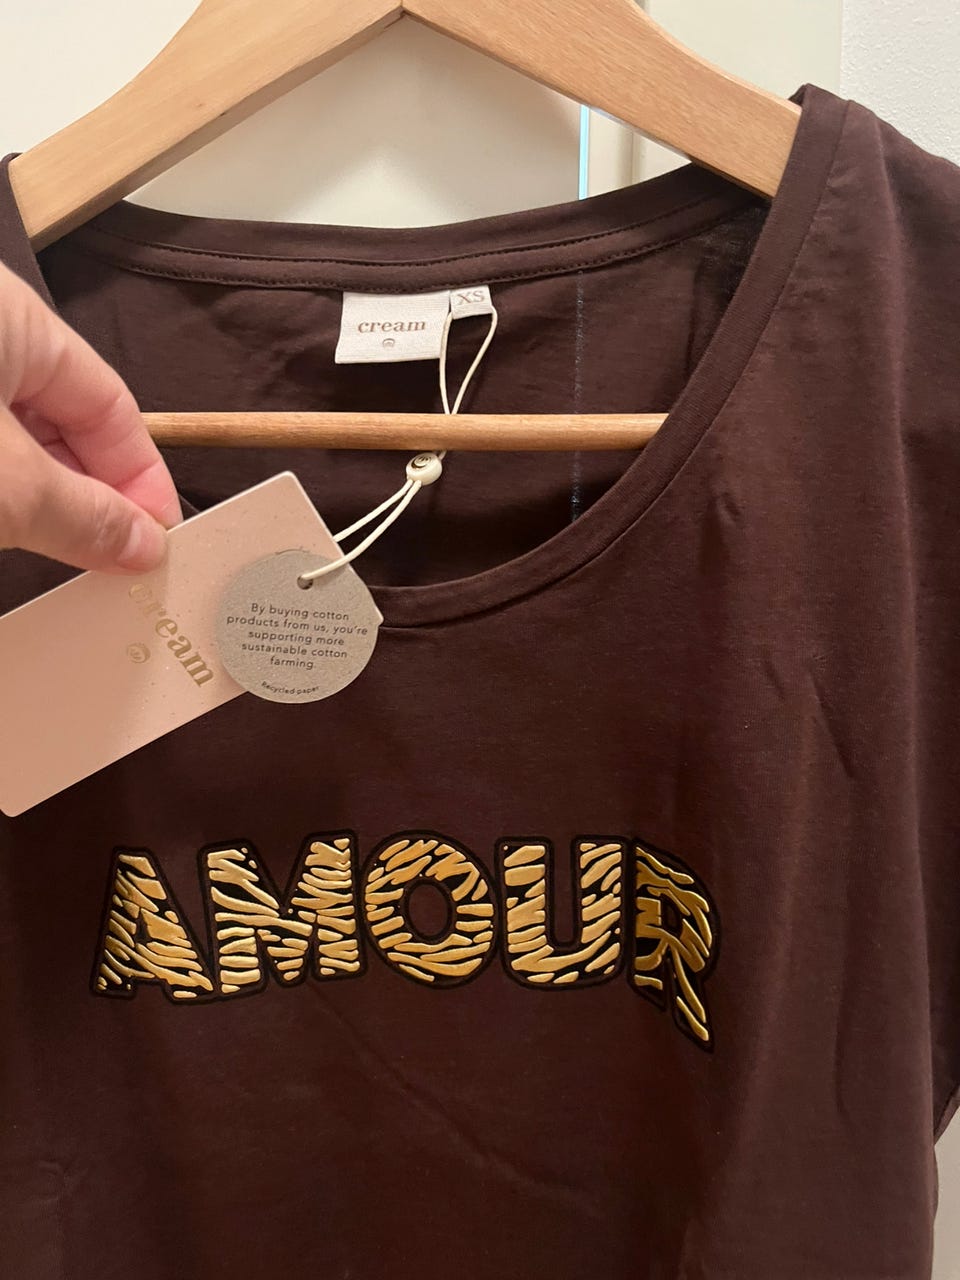 cream
XS
cream
By buying cotton
products from us, you're
supporting more
sustainable cotton
farming
Recycled paper
AMOUR